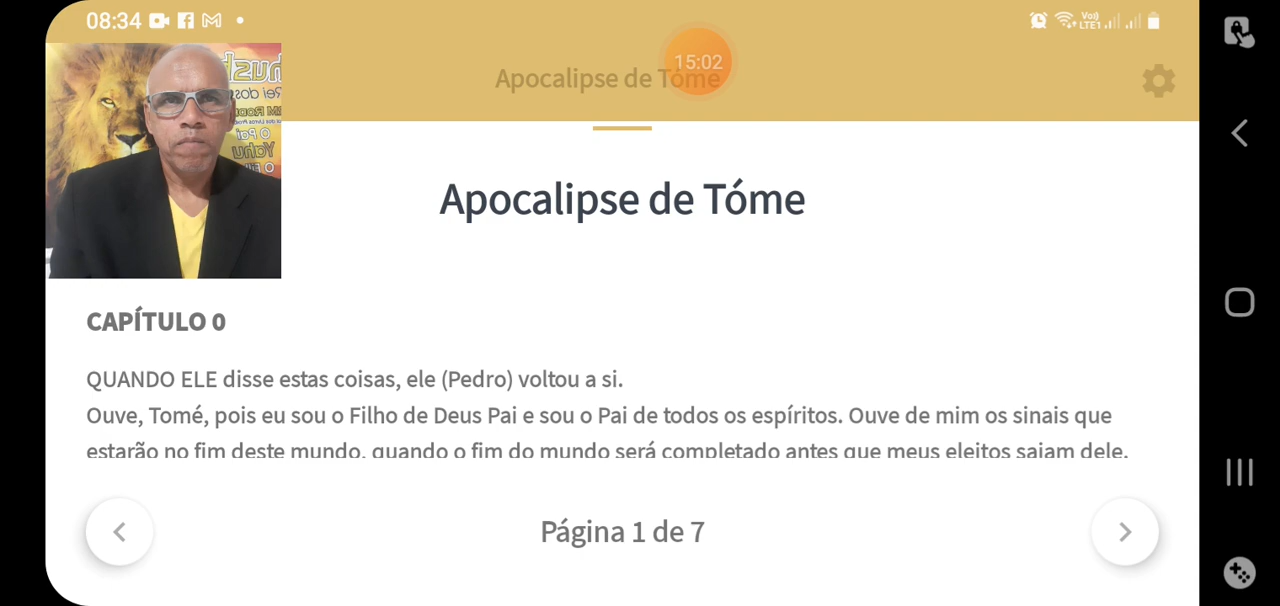 08:34
Vo))
LTE1
15:02
Apocalipse de Tóme
Apocalipse de Tóme
CAPÍTULO 0
QUANDO ELE disse estas coisas, ele (Pedro) voltou a si.
Ouve, Tomé, pois eu sou o Filho de Deus Pai e sou o Pai de todos os espíritos. Ouve de mim os sinais que
estarão no fim deste mundo, quando o fim do mundo será completado antes que meus eleitos saiam dele.
Página 1 de 7